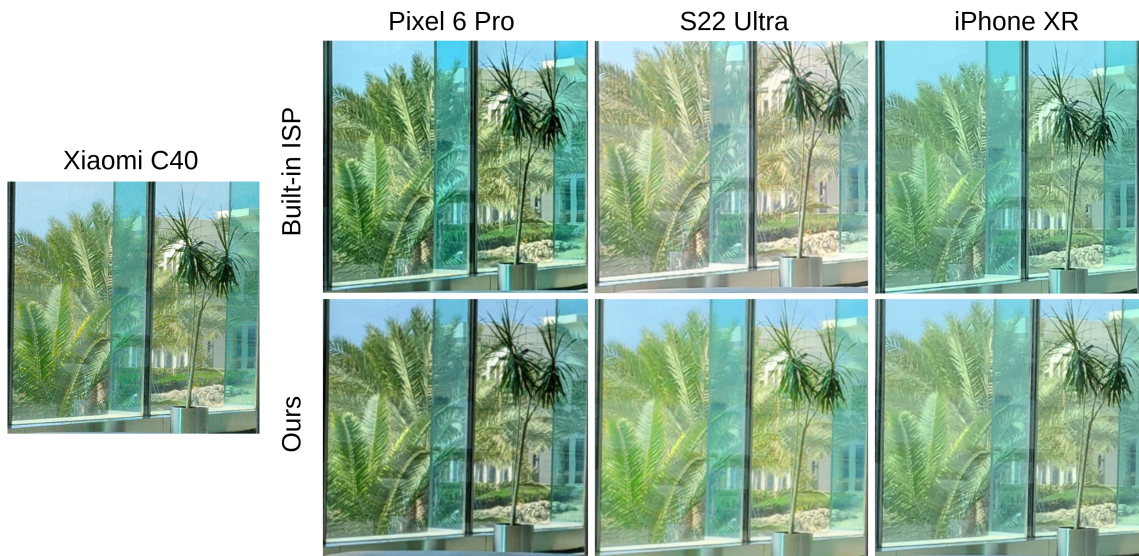 Pixel 6 Pro
S22 Ultra
iPhone XR
Built-in ISP
Xiaomi C40
Ours